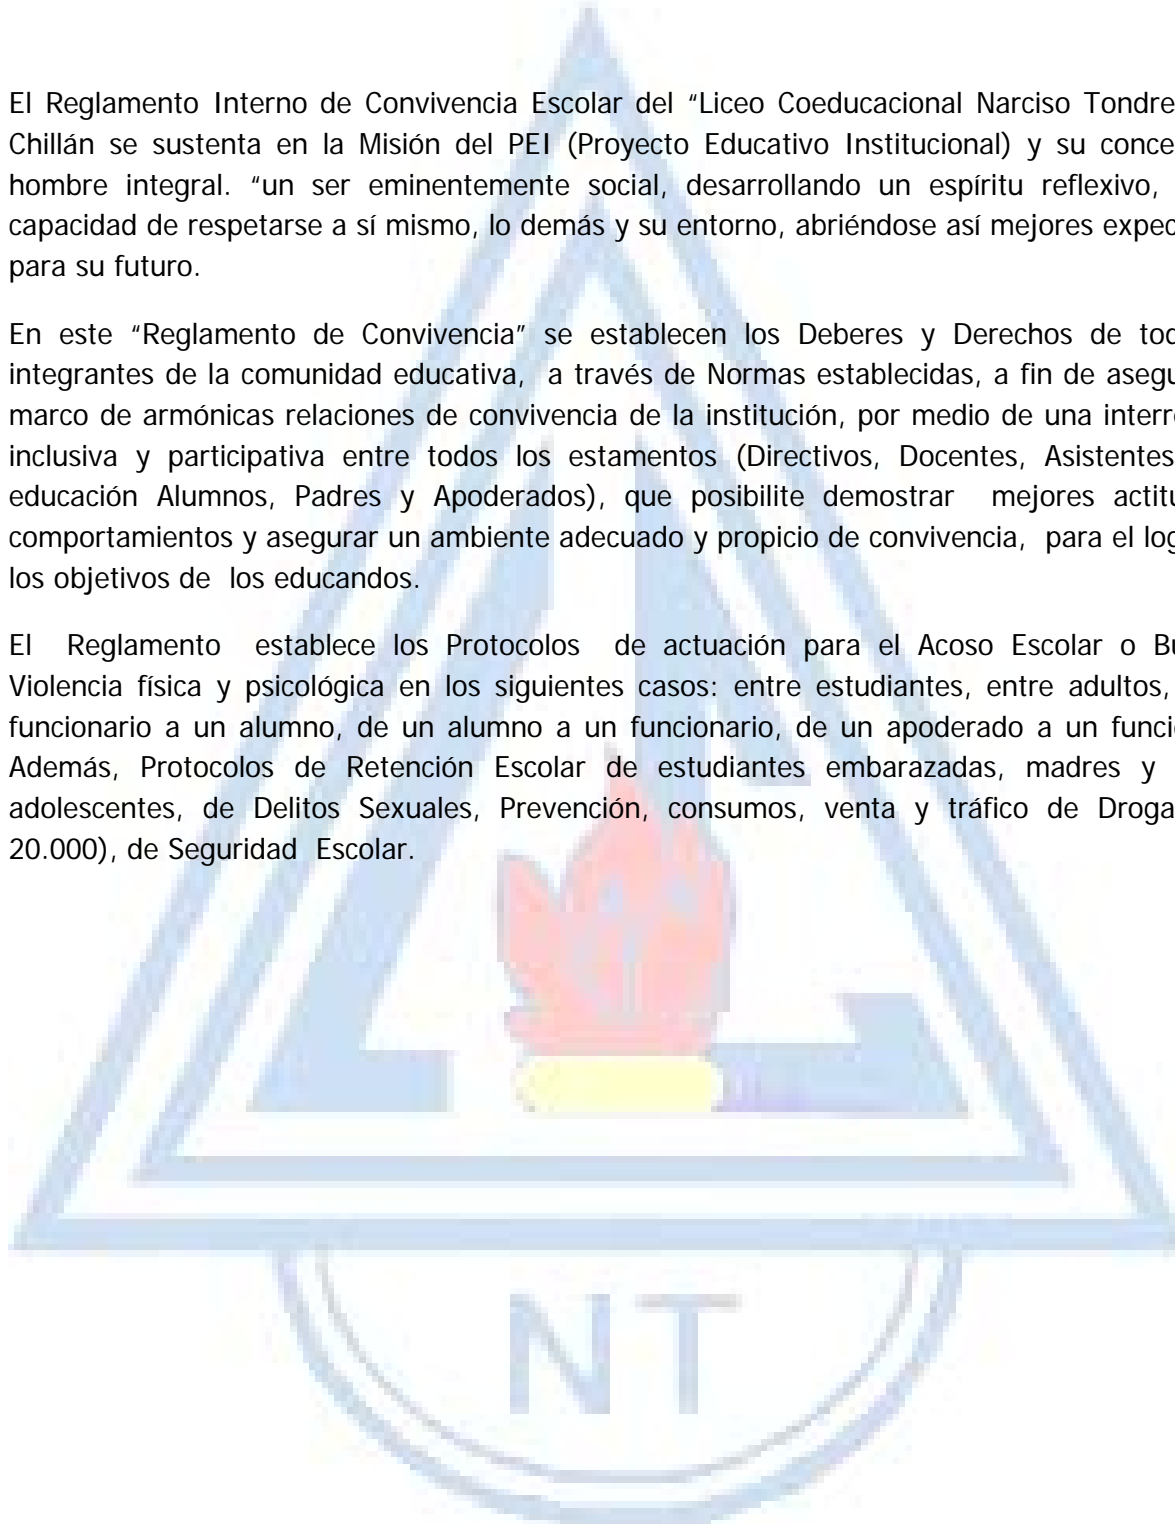 El Reglamento Interno de Convivencia Escolar del “Liceo Coeducacional Narciso Tondre
Chillán se sustenta en la Misión del PEI (Proyecto Educativo Institucional) y su conce
hombre integral. “un ser eminentemente social, desarrollando un espíritu reflexivo,
capacidad de respetarse a sí mismo, lo demás y su entorno, abriéndose así mejores expec
para su futuro.
En este “Reglamento de Convivencia” se establecen los Deberes y Derechos de tod
integrantes de la comunidad educativa, a través de Normas establecidas, a fin de asegu
marco de armónicas relaciones de convivencia de la institución, por medio de una interr
inclusiva y participativa entre todos los estamentos (Directivos, Docentes, Asistentes
educación Alumnos, Padres y Apoderados), que posibilite demostrar mejores actitu
comportamientos y asegurar un ambiente adecuado y propicio de convivencia, para el log
los objetivos de los educandos.
El Reglamento establece los Protocolos de actuación para el Acoso Escolar o Bu
Violencia física y psicológica en los siguientes casos: entre estudiantes, entre adultos,
funcionario a un alumno, de un alumno a un funcionario, de un apoderado a un funci
Además, Protocolos de Retención Escolar de estudiantes embarazadas, madres y
adolescentes, de Delitos Sexuales, Prevención, consumos, venta y tráfico de Droga
20.000), de Seguridad Escolar.
NT